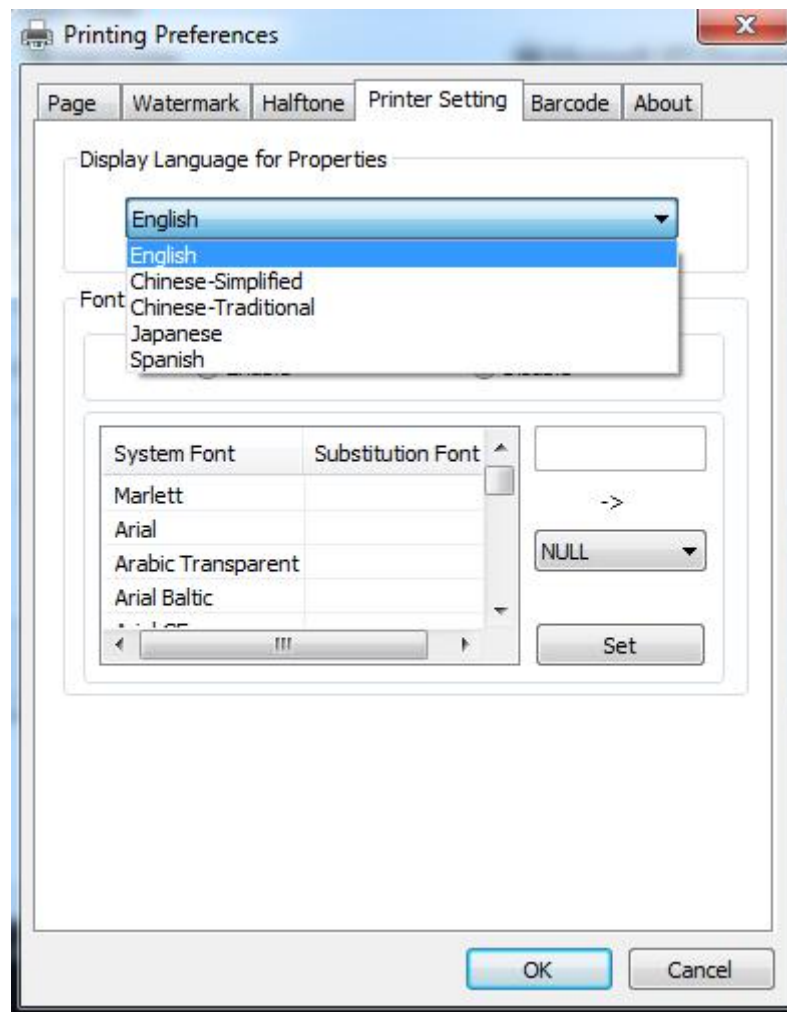 Printing Preferences
Page Watermark Halftone Printer Setting Barcode About
Display Language for Properties
English
English
Chinese-Simplified
Chinese-Traditional
Japanese
Spanish
Font
System Font Substitution Font
Marlett
->
Arial
Arabic Transparent
NULL
Arial Baltic
Set
OK Cancel